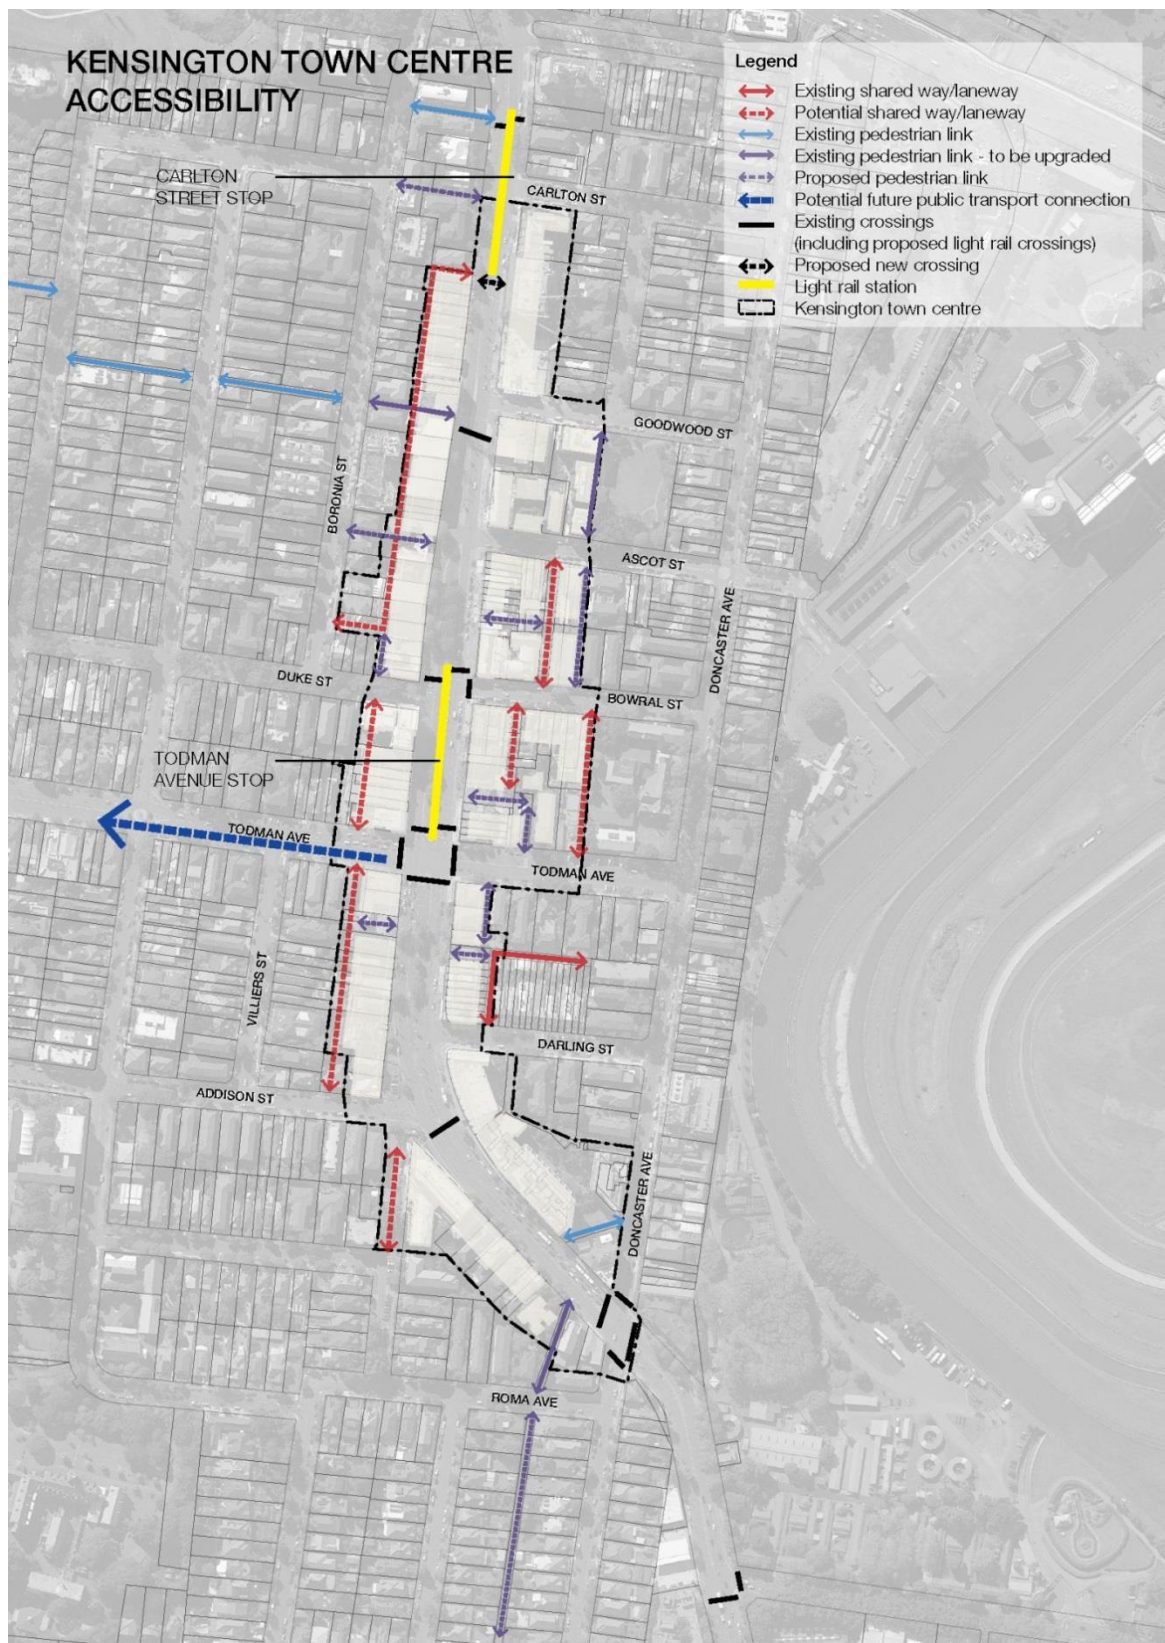 KENSINGTON TOWN CENTRE
ACCESSIBILITY
Legend
Existing shared way/laneway
Potential shared way/laneway
Existing pedestrian link
Existing pedestrian link - to be upgraded
Proposed pedestrian link
Potential future public transport connection
Existing crossings
(including proposed light rail crossings)
Proposed new crossing
Light rail station
Kensington town centre
CARLTON
STREET STOP
CARLTON ST
GOODWOOD ST
BORONIA ST
ASCOT ST
DONCASTER AVE
DUKE ST
BOWRAL ST
TODMAN
AVENUE STOP
TODMAN AVE
TODMAN AVE
VILLIERS ST
DARLING ST
ADDISON ST
DONCASTER AVE
ROMA AVE